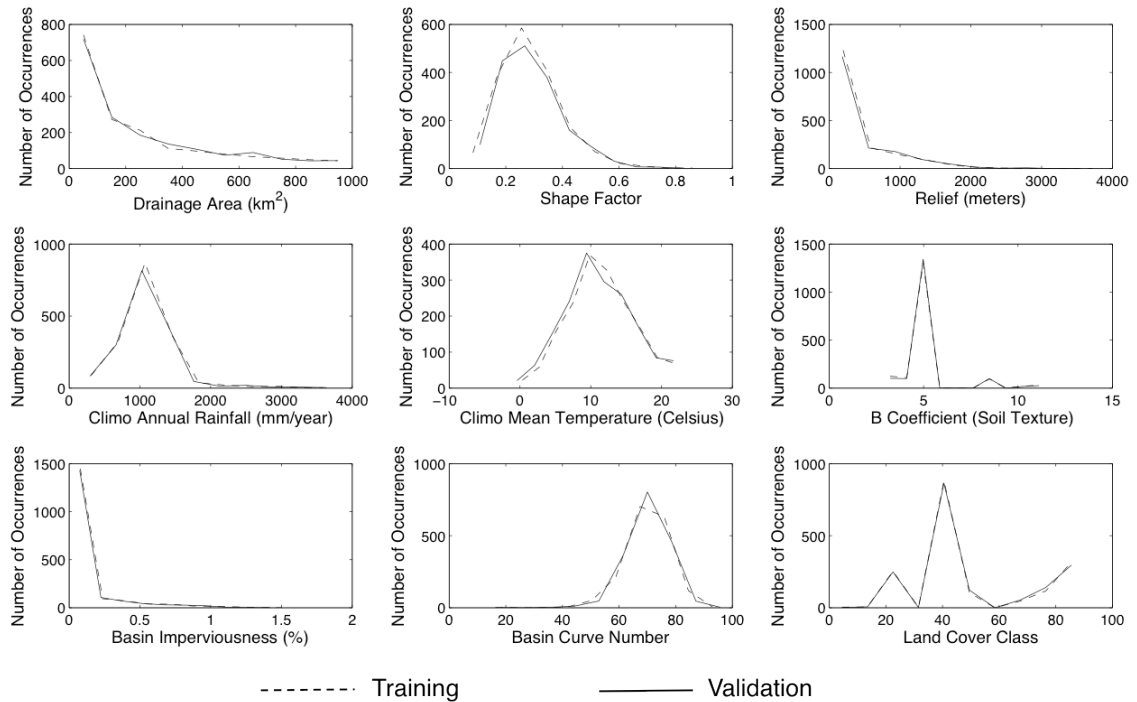 Number of Occurrences
800
600
400
200
0
0 200 400 600 800 1000
Drainage Area (km²)
Number of Occurrences
600
400
200
0
0 0.2 0.4 0.6 0.8 1
Shape Factor
Number of Occurrences
1500
1000
500
0
0 1000 2000 3000 4000
Relief (meters)
Number of Occurrences
1000
500
0
0 1000 2000 3000 4000
Climo Annual Rainfall (mm/year)
Number of Occurrences
400
300
200
100
0
−10 0 10 20 30
Climo Mean Temperature (Celsius)
Number of Occurrences
1500
1000
500
0
0 5 10 15
B Coefficient (Soil Texture)
Number of Occurrences
1500
1000
500
0
0 0.5 1 1.5 2
Basin Imperviousness (%)
Number of Occurrences
1000
500
0
0 20 40 60 80 100
Basin Curve Number
Number of Occurrences
1000
500
0
0 20 40 60 80 100
Land Cover Class
Training
Validation